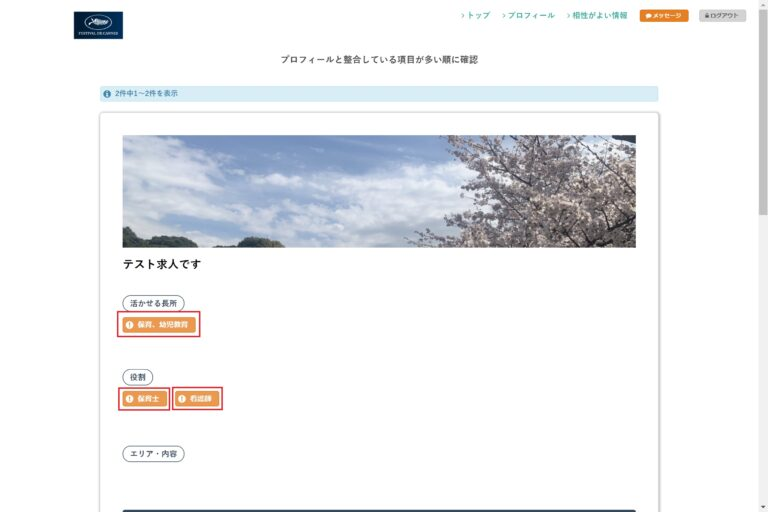 FESTIVAL DE CANNES
トップ
プロフィール
相性がよい情報
メッセージ
ログアウト
プロフィールと整合している項目が多い順に確認
2件中1〜2件を表示
テスト求人です
活かせる長所
保育、幼児教育
役割
保育士
看護師
エリア・内容